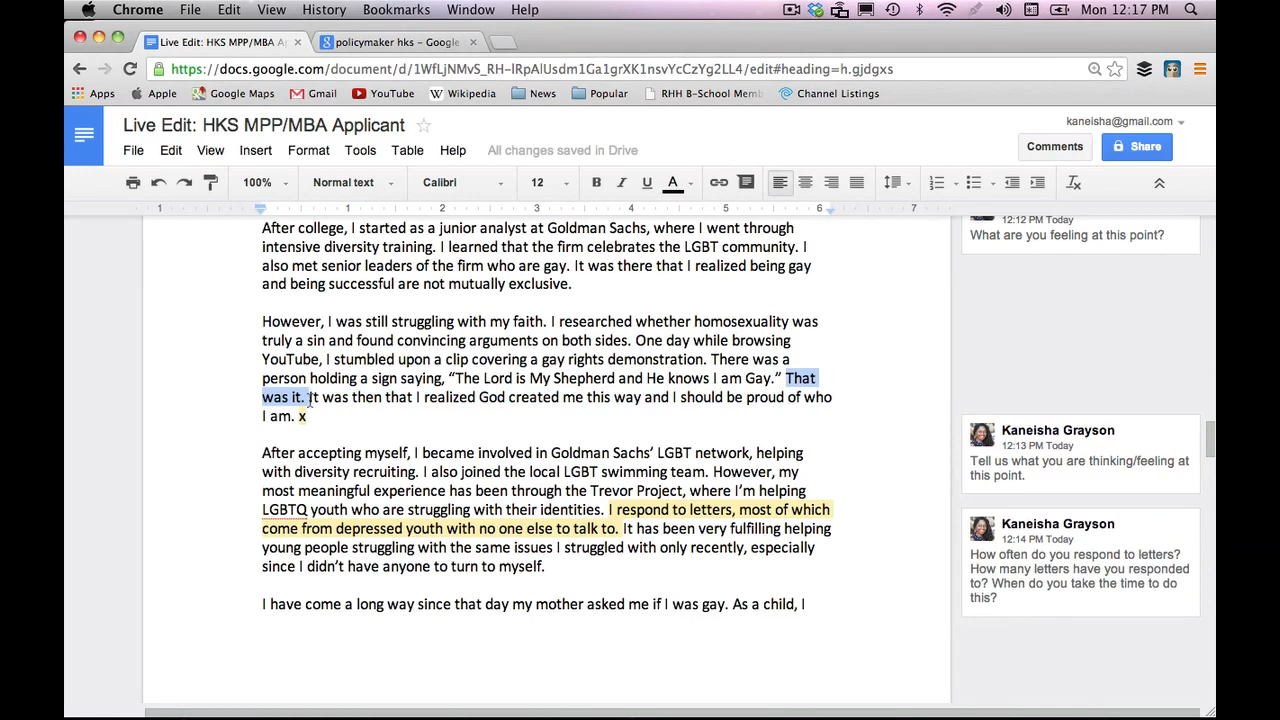 Chrome File Edit View History Bookmarks Window Help Mon 12:17 PM
Live Edit: HKS MPP/MBA Ap × policymaker hks - Google ×
https://docs.google.com/document/d/1WfLjNMvS_RH-lRpAlUsdm1Ga1grXK1nsvYcCzYg2LL4/edit#heading=h.gjdgxs
Apps Apple Google Maps Gmail YouTube Wikipedia News Popular RHH B-School Memb Channel Listings
Live Edit: HKS MPP/MBA Applicant
kaneisha@gmail.com
File Edit View Insert Format Tools Table Help All changes saved in Drive
Comments Share
100% Normal text Calibri 12 B I U A
1 1 2 3 4 5 6 7
After college, I started as a junior analyst at Goldman Sachs, where I went through
intensive diversity training. I learned that the firm celebrates the LGBT community. I
also met senior leaders of the firm who are gay. It was there that I realized being gay
and being successful are not mutually exclusive.
However, I was still struggling with my faith. I researched whether homosexuality was
truly a sin and found convincing arguments on both sides. One day while browsing
YouTube, I stumbled upon a clip covering a gay rights demonstration. There was a
person holding a sign saying, “The Lord is My Shepherd and He knows I am Gay.” That
was it. It was then that I realized God created me this way and I should be proud of who
I am. x
After accepting myself, I became involved in Goldman Sachs’ LGBT network, helping
with diversity recruiting. I also joined the local LGBT swimming team. However, my
most meaningful experience has been through the Trevor Project, where I’m helping
LGBTQ youth who are struggling with their identities. I respond to letters, most of which
come from depressed youth with no one else to talk to. It has been very fulfilling helping
young people struggling with the same issues I struggled with only recently, especially
since I didn’t have anyone to turn to myself.
I have come a long way since that day my mother asked me if I was gay. As a child, I
12:12 PM Today
What are you feeling at this point?
Kaneisha Grayson
12:13 PM Today
Tell us what you are thinking/feeling at
this point.
Kaneisha Grayson
12:14 PM Today
How often do you respond to letters?
How many letters have you responded
to? When do you take the time to do
this?